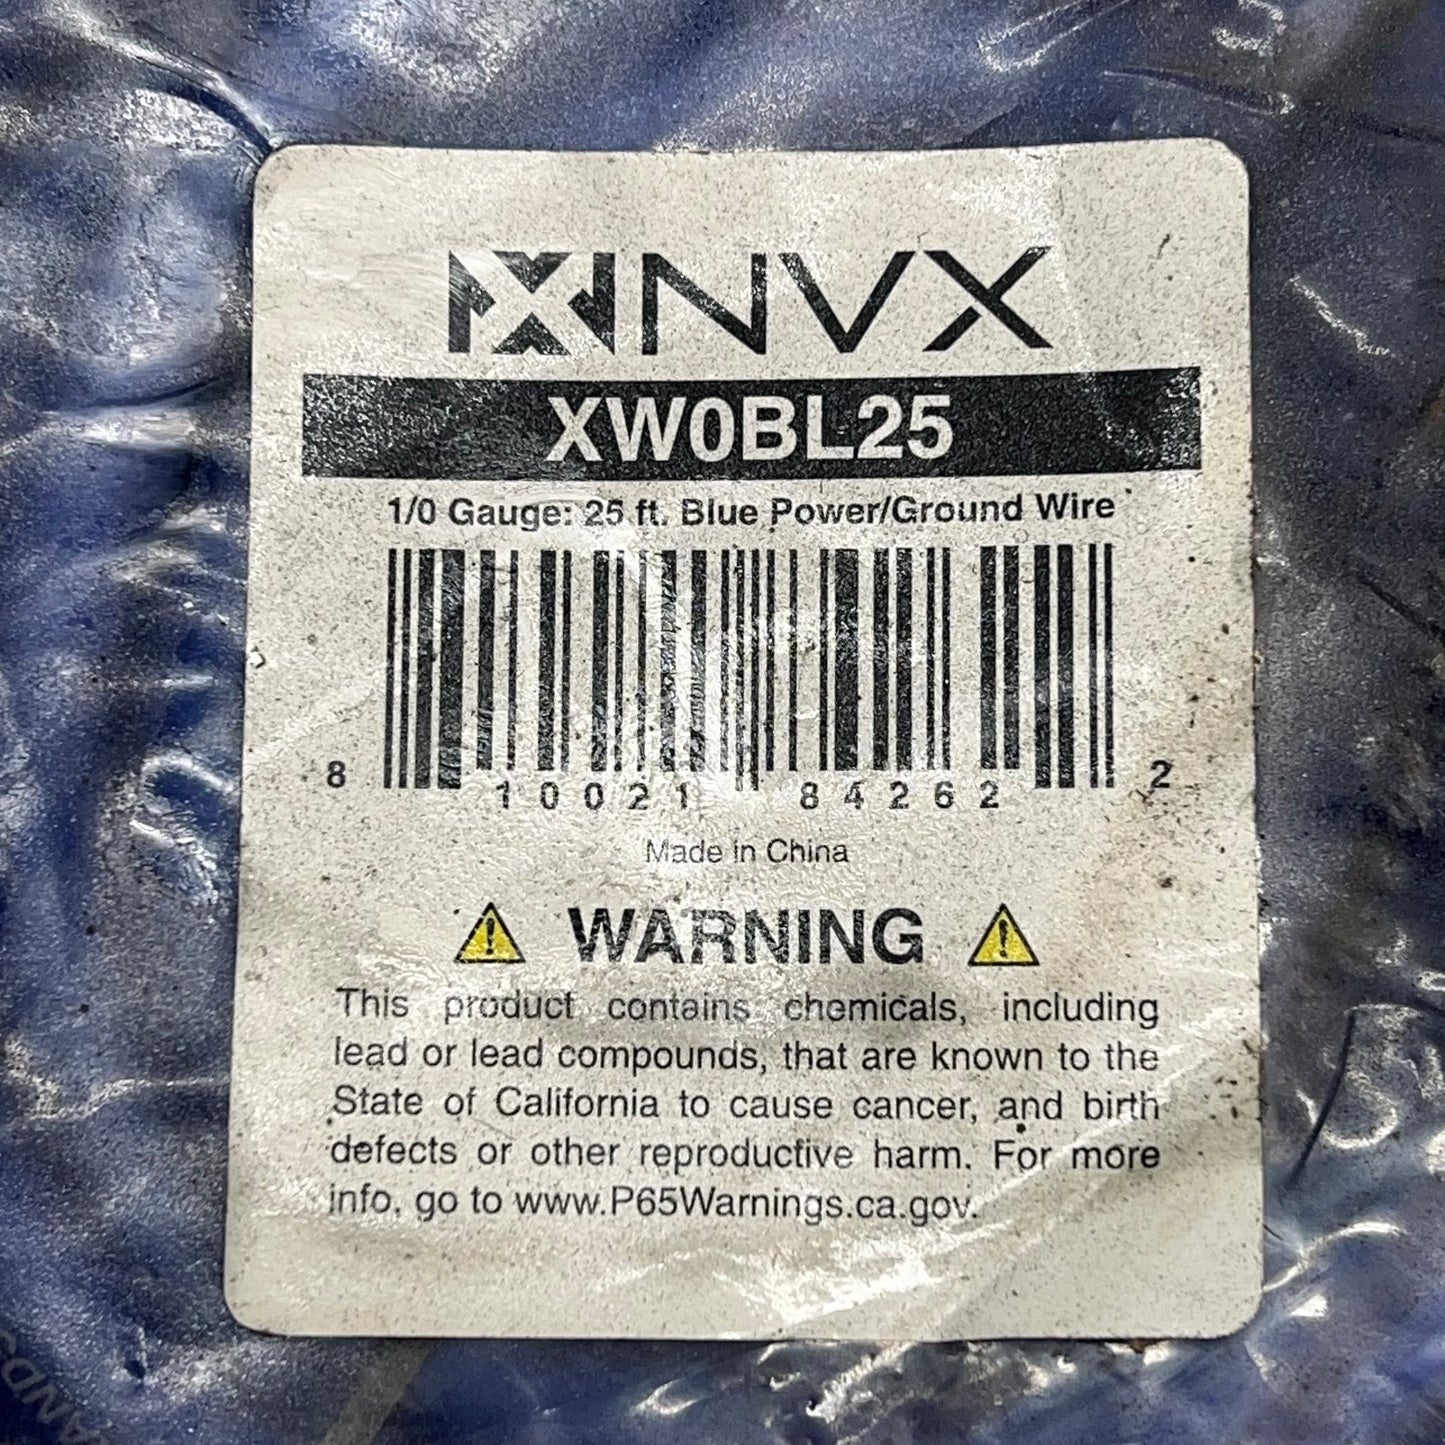 NVX
XW0BL25
1/0 Gauge: 25 ft. Blue Power/Ground Wire
8 10021 84262 2
Made in China
WARNING
This product contains chemicals, including
lead or lead compounds, that are known to the
State of California to cause cancer, and birth
defects or other reproductive harm. For more
info, go to www.P65Warnings.ca.gov.